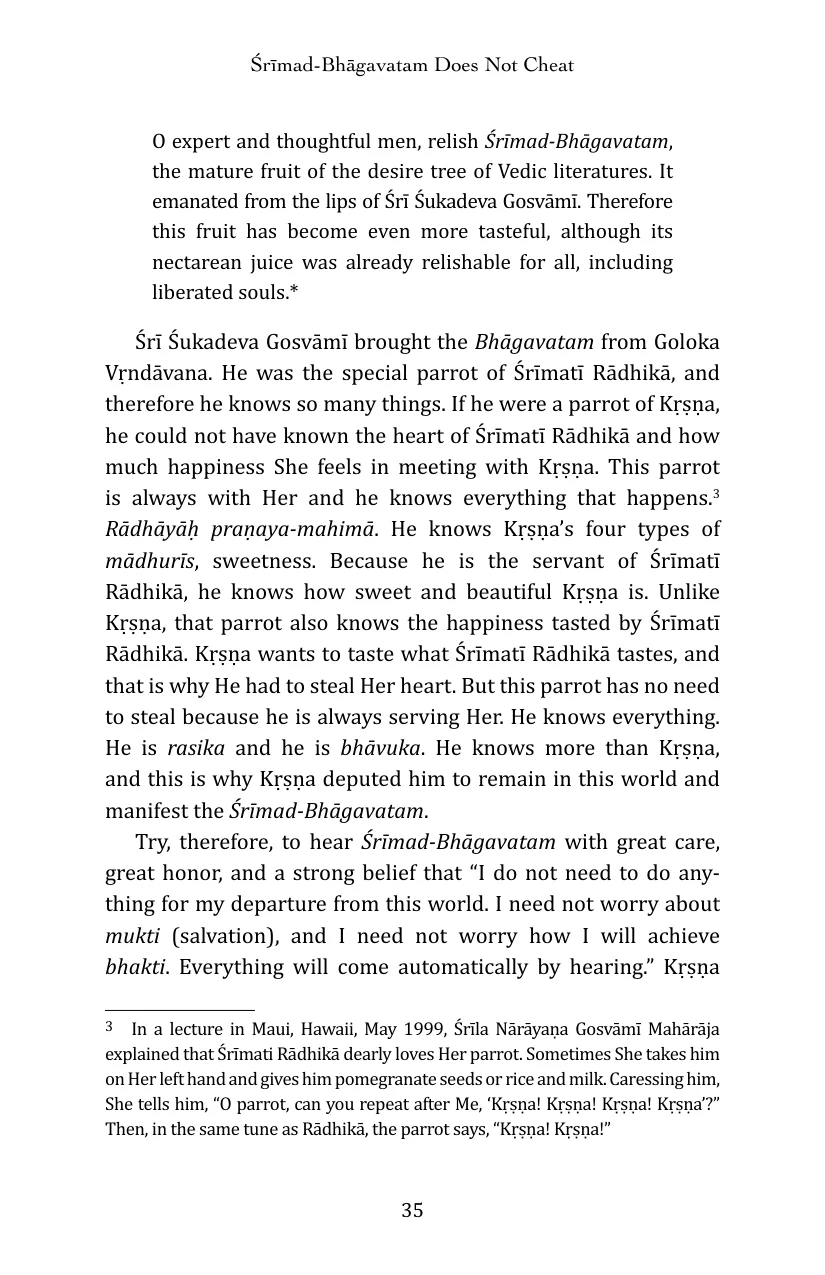 Śrīmad-Bhāgavatam Does Not Cheat
O expert and thoughtful men, relish Śrīmad-Bhāgavatam,
the mature fruit of the desire tree of Vedic literatures. It
emanated from the lips of Śrī Śukadeva Gosvāmī. Therefore
this fruit has become even more tasteful, although its
nectarean juice was already relishable for all, including
liberated souls.*
Śrī Śukadeva Gosvāmī brought the Bhāgavatam from Goloka
Vṛndāvana. He was the special parrot of Śrīmatī Rādhikā, and
therefore he knows so many things. If he were a parrot of Kṛṣṇa,
he could not have known the heart of Śrīmatī Rādhikā and how
much happiness She feels in meeting with Kṛṣṇa. This parrot
is always with Her and he knows everything that happens.³
Rādhāyāḥ praṇaya-mahimā. He knows Kṛṣṇa’s four types of
mādhurīs, sweetness. Because he is the servant of Śrīmatī
Rādhikā, he knows how sweet and beautiful Kṛṣṇa is. Unlike
Kṛṣṇa, that parrot also knows the happiness tasted by Śrīmatī
Rādhikā. Kṛṣṇa wants to taste what Śrīmatī Rādhikā tastes, and
that is why He had to steal Her heart. But this parrot has no need
to steal because he is always serving Her. He knows everything.
He is rasika and he is bhāvuka. He knows more than Kṛṣṇa,
and this is why Kṛṣṇa deputed him to remain in this world and
manifest the Śrīmad-Bhāgavatam.
Try, therefore, to hear Śrīmad-Bhāgavatam with great care,
great honor, and a strong belief that “I do not need to do any-
thing for my departure from this world. I need not worry about
mukti (salvation), and I need not worry how I will achieve
bhakti. Everything will come automatically by hearing.” Kṛṣṇa
3 In a lecture in Maui, Hawaii, May 1999, Śrīla Nārāyaṇa Gosvāmī Mahārāja
explained that Śrīmati Rādhikā dearly loves Her parrot. Sometimes She takes him
on Her left hand and gives him pomegranate seeds or rice and milk. Caressing him,
She tells him, “O parrot, can you repeat after Me, ‘Kṛṣṇa! Kṛṣṇa! Kṛṣṇa! Kṛṣṇa’?”
Then, in the same tune as Rādhikā, the parrot says, “Kṛṣṇa! Kṛṣṇa!”
35